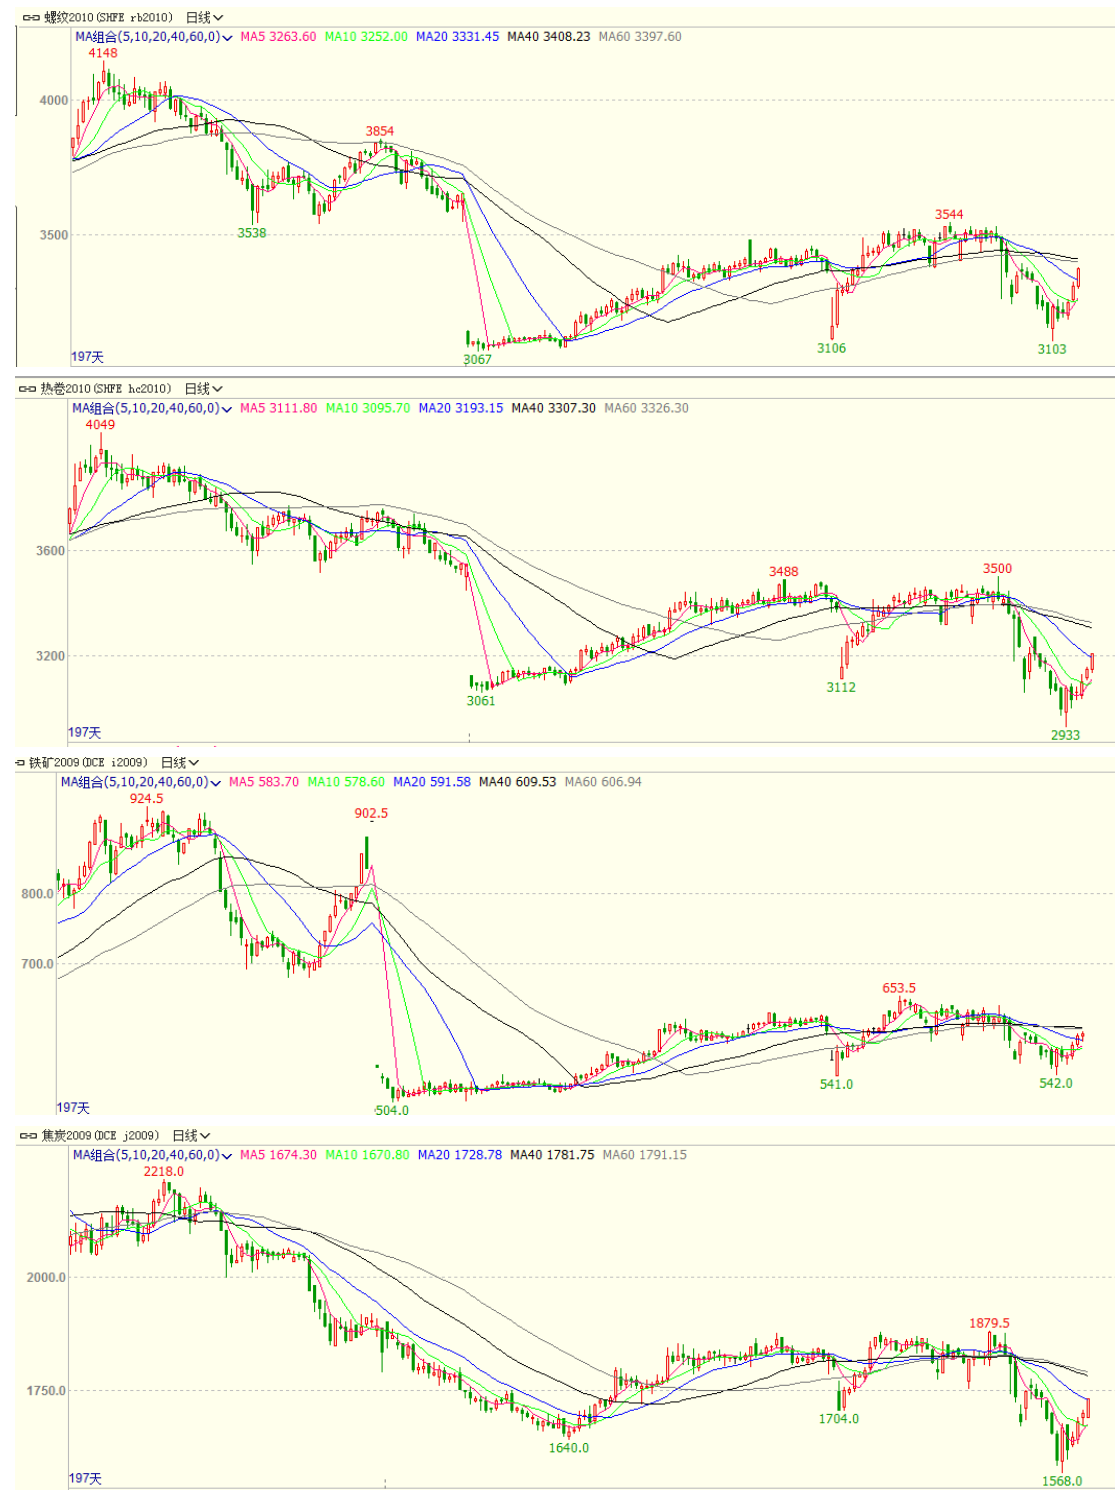 螺纹2010(SHFE rb2010) 日线
MA组合(5,10,20,40,60,0) MA5 3263.60 MA10 3252.00 MA20 3331.45 MA40 3408.23 MA60 3397.60
4148
4000
3854
3544
3538
3500
3106
3103
3067
197天
热卷2010(SHFE hc2010) 日线
MA组合(5,10,20,40,60,0) MA5 3111.80 MA10 3095.70 MA20 3193.15 MA40 3307.30 MA60 3326.30
4049
3600
3488
3500
3200
3112
3061
2933
197天
铁矿2009(DCE i2009) 日线
MA组合(5,10,20,40,60,0) MA5 583.70 MA10 578.60 MA20 591.58 MA40 609.53 MA60 606.94
924.5
902.5
800.0
700.0
653.5
541.0
542.0
504.0
197天
焦炭2009(DCE j2009) 日线
MA组合(5,10,20,40,60,0) MA5 1674.30 MA10 1670.80 MA20 1728.78 MA40 1781.75 MA60 1791.15
2218.0
2000.0
1879.5
1750.0
1704.0
1640.0
1568.0
197天